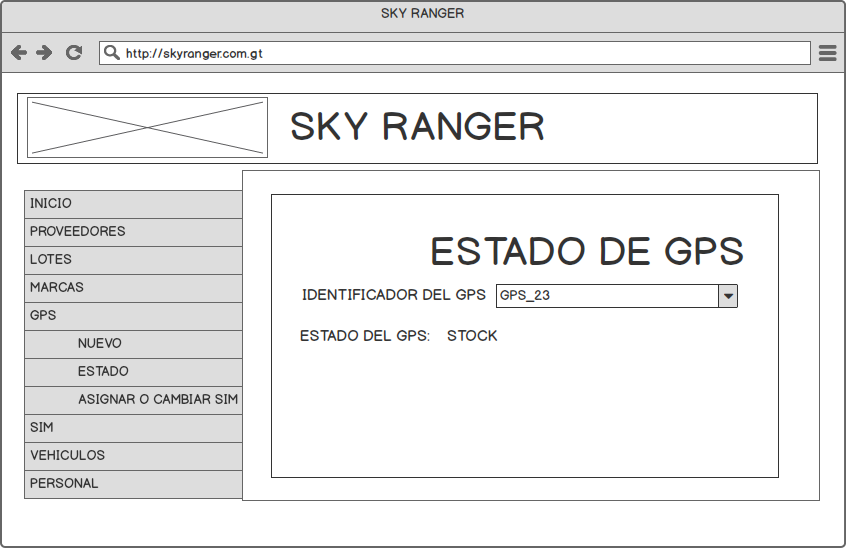 SKY RANGER
http://skyranger.com.gt
SKY RANGER
INICIO
PROVEEDORES
LOTES
MARCAS
GPS
NUEVO
ESTADO
ASIGNAR O CAMBIAR SIM
SIM
VEHICULOS
PERSONAL
ESTADO DE GPS
IDENTIFICADOR DEL GPS GPS_23
ESTADO DEL GPS: STOCK